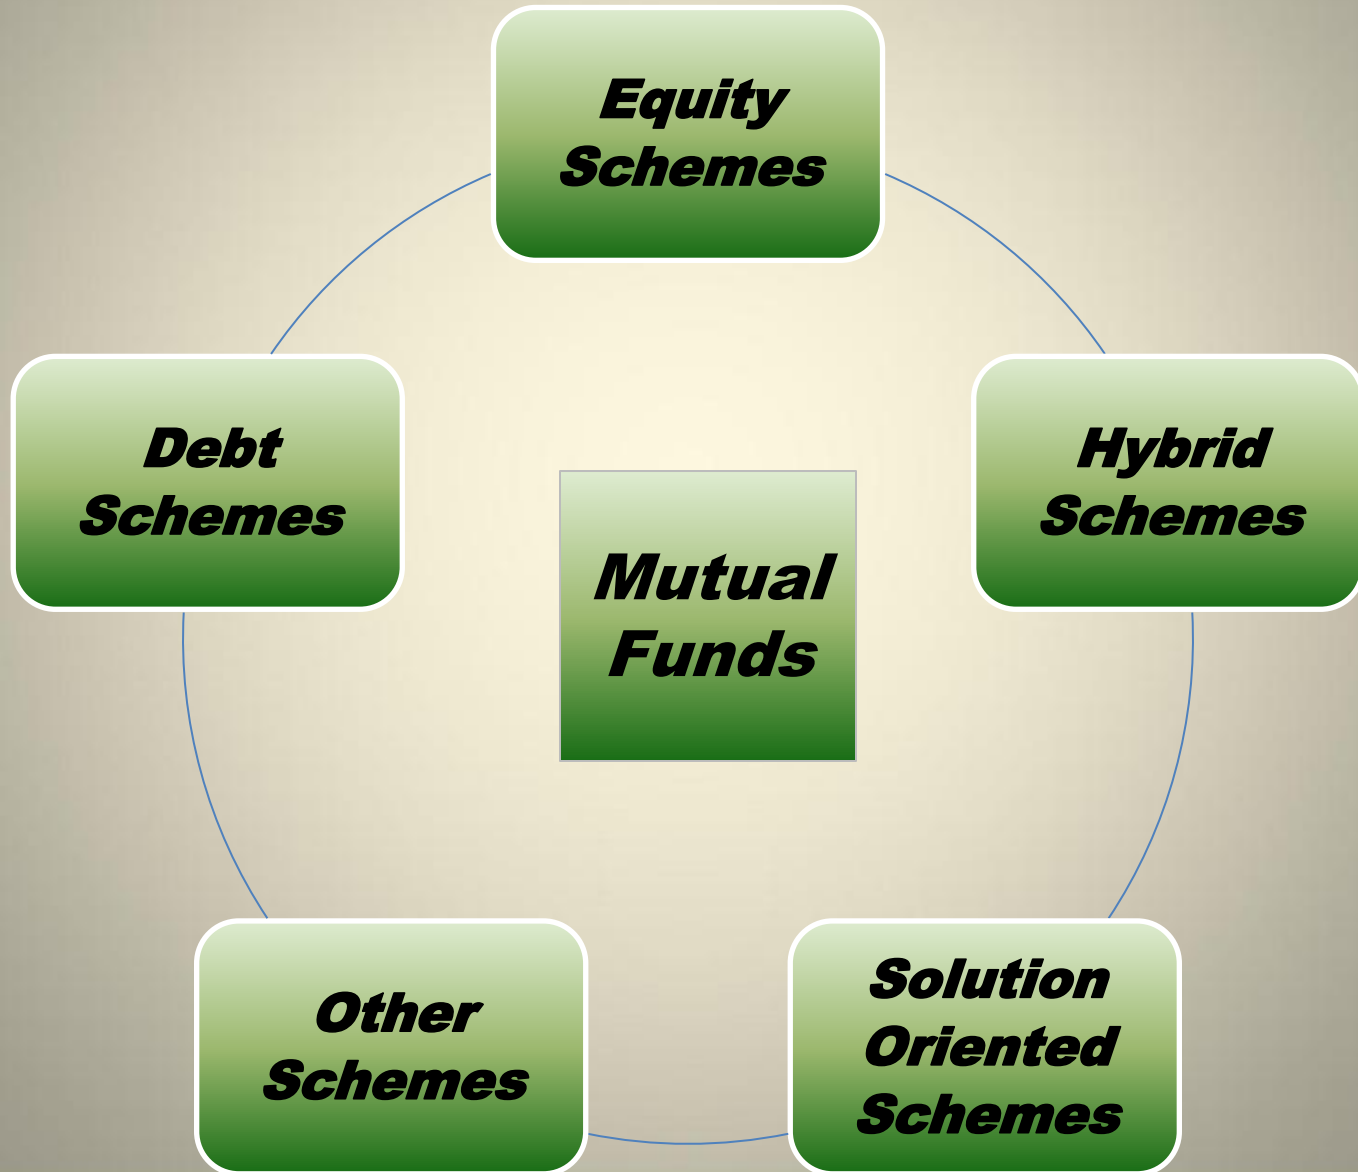 Equity
Schemes
Debt
Schemes
Hybrid
Schemes
Mutual
Funds
Other
Schemes
Solution
Oriented
Schemes